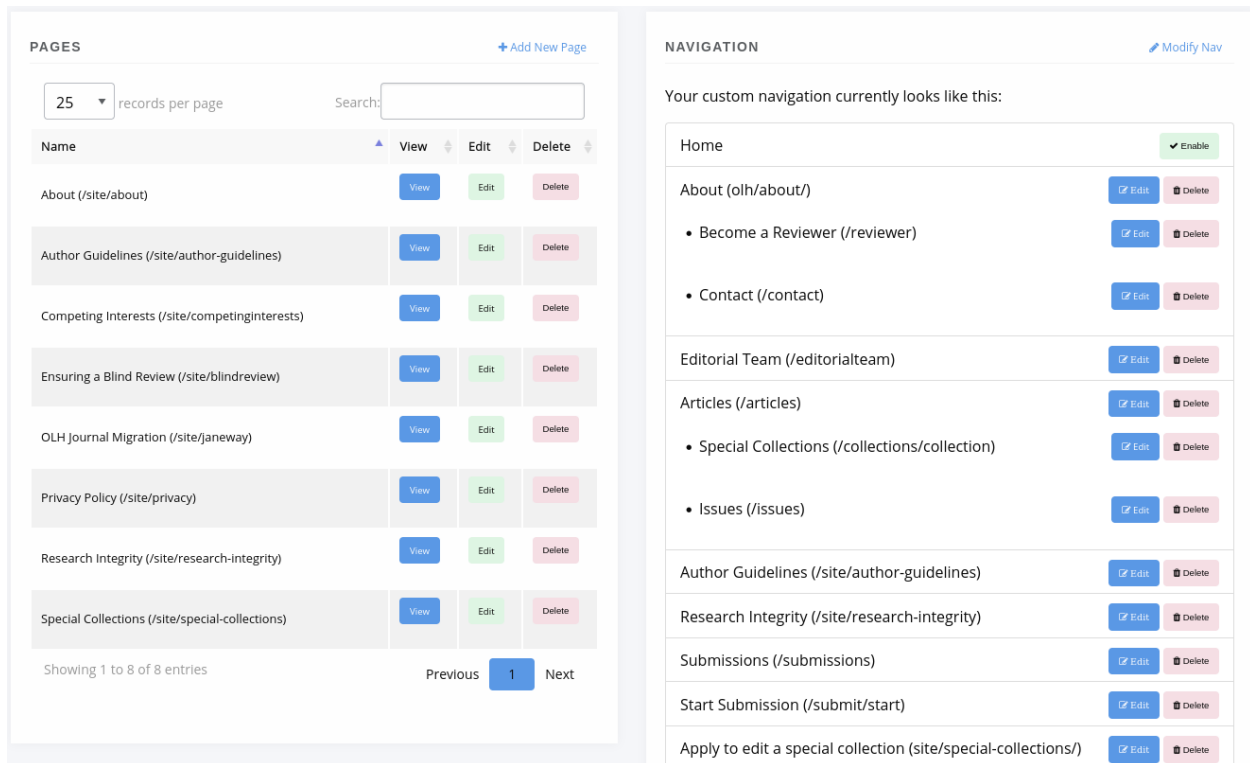 PAGES
Add New Page
25 records per page
Search:
Name View Edit Delete
About (/site/about) View Edit Delete
Author Guidelines (/site/author-guidelines) View Edit Delete
Competing Interests (/site/competinginterests) View Edit Delete
Ensuring a Blind Review (/site/blindreview) View Edit Delete
OLH Journal Migration (/site/janeway) View Edit Delete
Privacy Policy (/site/privacy) View Edit Delete
Research Integrity (/site/research-integrity) View Edit Delete
Special Collections (/site/special-collections) View Edit Delete
Showing 1 to 8 of 8 entries
Previous 1 Next
NAVIGATION
Modify Nav
Your custom navigation currently looks like this:
Home Enable
About (olh/about/) Edit Delete
• Become a Reviewer (/reviewer) Edit Delete
• Contact (/contact) Edit Delete
Editorial Team (/editorialteam) Edit Delete
Articles (/articles) Edit Delete
• Special Collections (/collections/collection) Edit Delete
• Issues (/issues) Edit Delete
Author Guidelines (/site/author-guidelines) Edit Delete
Research Integrity (/site/research-integrity) Edit Delete
Submissions (/submissions) Edit Delete
Start Submission (/submit/start) Edit Delete
Apply to edit a special collection (site/special-collections/) Edit Delete